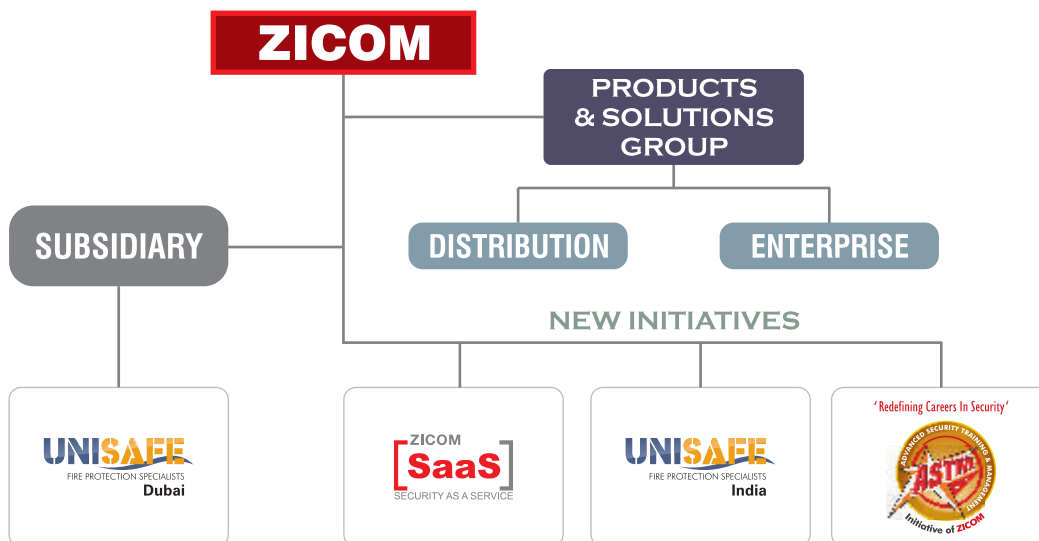 ZICOM
PRODUCTS
& SOLUTIONS
GROUP
SUBSIDIARY
DISTRIBUTION
ENTERPRISE
NEW INITIATIVES
UNISAFE
FIRE PROTECTION SPECIALISTS
Dubai
ZICOM
[SaaS]
SECURITY AS A SERVICE
UNISAFE
FIRE PROTECTION SPECIALISTS
India
‘Redefining Careers In Security’
ADVANCED SECURITY TRAINING & MANAGEMENT
ASTM
Initiative of ZICOM